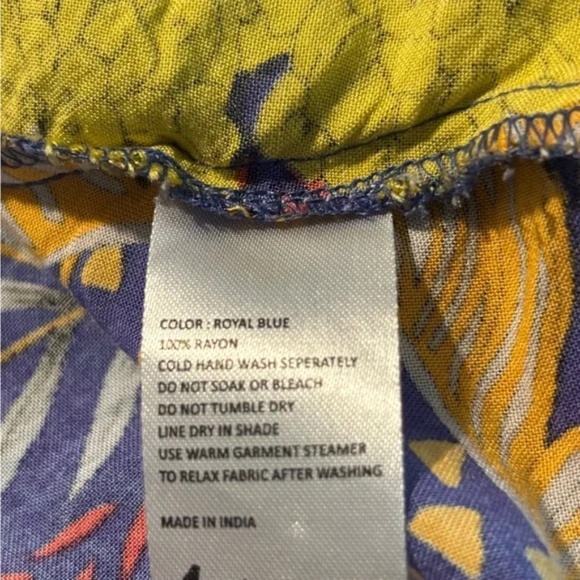 COLOR : ROYAL BLUE
100% RAYON
COLD HAND WASH SEPERATELY
DO NOT SOAK OR BLEACH
DO NOT TUMBLE DRY
LINE DRY IN SHADE
USE WARM GARMENT STEAMER
TO RELAX FABRIC AFTER WASHING
MADE IN INDIA